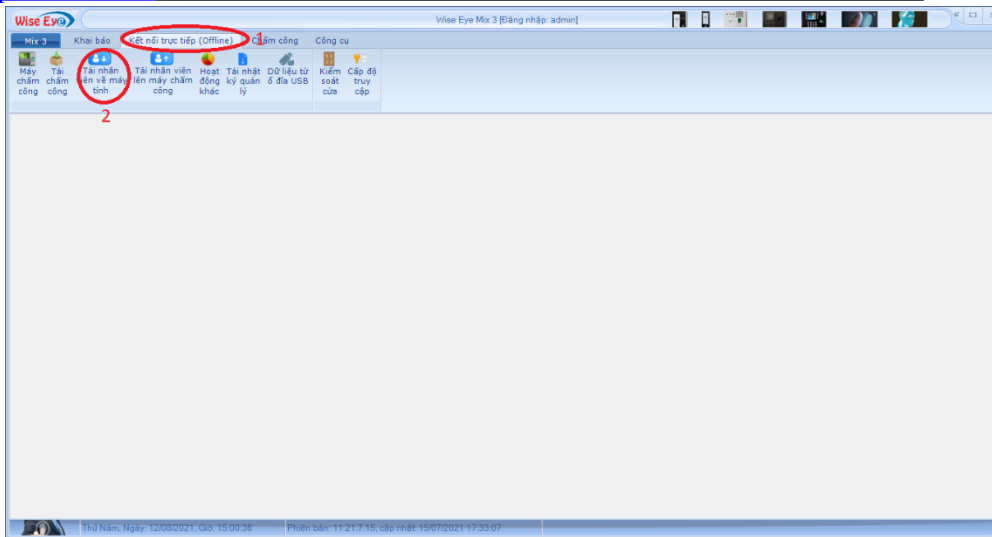 Wise Eye
Wise Eye Mix 3 [Đăng nhập: admin]
Mix 3 Khai báo Kết nối trực tiếp (Offline) 1 Chấm công Công cụ
Máy chấm công
Tải chấm công
Tải nhân viên về máy tính
Tải nhân viên lên máy chấm công
Hoạt động khác
Tải nhật ký quản lý
Dữ liệu từ ổ đĩa USB
Kiểm soát cửa
Cấp độ truy cập
2
Thứ Năm, Ngày: 12/08/2021, Giờ: 15:00:36 Phiên bản: 11.21.7.15, cập nhật: 15/07/2021 17:33:07